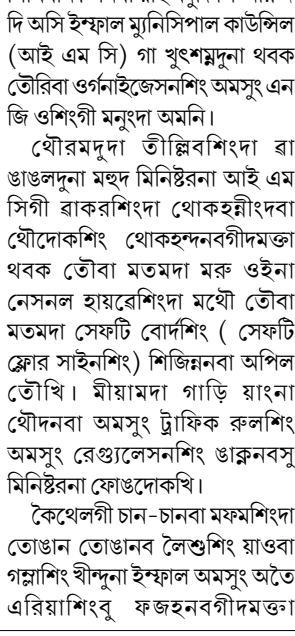 দি অসি ইম্ফাল ম্যুনিসিপাল কাউন্সিল
(আই এম সি) গা খুৎশম্নদুনা থবক
তৌরিবা ওর্গনাইজেসনশিং অমসুং এন
জি ওশিংগী মনুংদা অমনি।
থৌরমদুদা তীল্লিবশিংদা ৱা
ঙাঙলদুনা মহুদ মিনিষ্টরনা আই এম
সিগী ৱাকরশিংদা থোকহন্নীংদবা
থৌদোকশিং থোকহন্দনবগীদমক্তা
থবক তৌবা মতমদা মরু ওইনা
নেসনল হায়ৱেশিংদা মথৌ তৌবা
মতমদা সেফটি বোর্দশিং ( সেফটি
ফ্লোর সাইনশিং) শিজিন্ননবা অপিল
তৌখি। মীয়ামদা গাড়ি য়াংনা
থৌদনবা অমসুং ট্রাফিক রুলশিং
অমসুং রেগ্যুলেসনশিং ঙাক্ননবসু
মিনিষ্টরনা ফোঙদোকখি।
কৈথেলগী চান-চানবা মফমশিংদা
তোঙান তোঙানব লৈশুশিং য়াওবা
গম্লাশিং খীন্দুনা ইম্ফাল অমসুং অতৈ
এরিয়াশিংবু ফজহনবগীদমক্তা